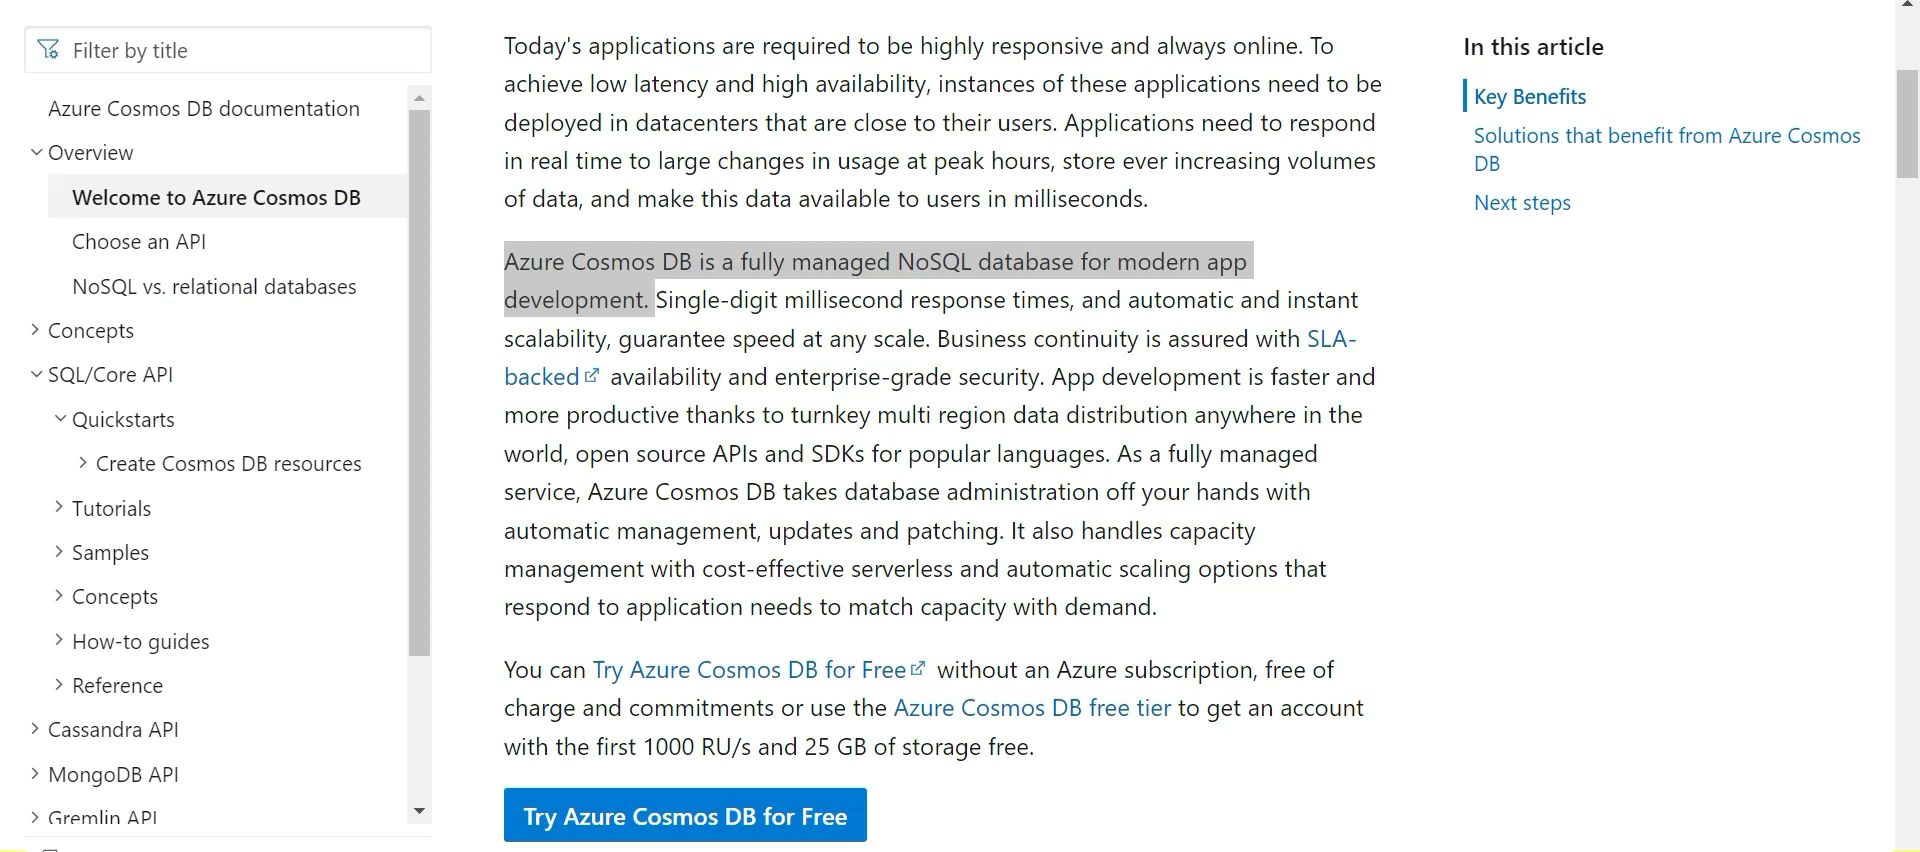 Filter by title
Azure Cosmos DB documentation
Overview
Welcome to Azure Cosmos DB
Choose an API
NoSQL vs. relational databases
Concepts
SQL/Core API
Quickstarts
Create Cosmos DB resources
Tutorials
Samples
Concepts
How-to guides
Reference
Cassandra API
MongoDB API
Gremlin API
Today's applications are required to be highly responsive and always online. To
achieve low latency and high availability, instances of these applications need to be
deployed in datacenters that are close to their users. Applications need to respond
in real time to large changes in usage at peak hours, store ever increasing volumes
of data, and make this data available to users in milliseconds.
Azure Cosmos DB is a fully managed NoSQL database for modern app
development. Single-digit millisecond response times, and automatic and instant
scalability, guarantee speed at any scale. Business continuity is assured with SLA-
backed availability and enterprise-grade security. App development is faster and
more productive thanks to turnkey multi region data distribution anywhere in the
world, open source APIs and SDKs for popular languages. As a fully managed
service, Azure Cosmos DB takes database administration off your hands with
automatic management, updates and patching. It also handles capacity
management with cost-effective serverless and automatic scaling options that
respond to application needs to match capacity with demand.
You can Try Azure Cosmos DB for Free without an Azure subscription, free of
charge and commitments or use the Azure Cosmos DB free tier to get an account
with the first 1000 RU/s and 25 GB of storage free.
Try Azure Cosmos DB for Free
In this article
Key Benefits
Solutions that benefit from Azure Cosmos
DB
Next steps